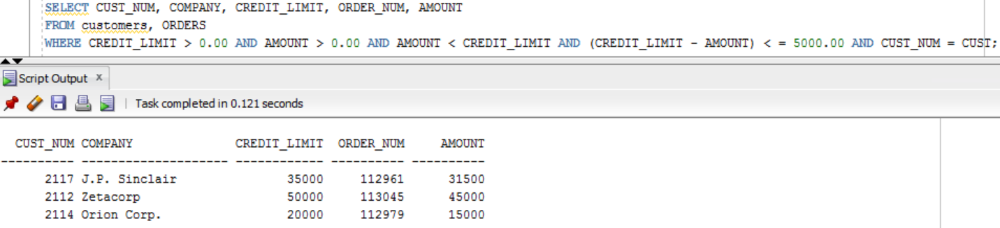 SELECT CUST_NUM, COMPANY, CREDIT_LIMIT, ORDER_NUM, AMOUNT
FROM customers, ORDERS
WHERE CREDIT_LIMIT > 0.00 AND AMOUNT > 0.00 AND AMOUNT < CREDIT_LIMIT AND (CREDIT_LIMIT - AMOUNT) < = 5000.00 AND CUST_NUM = CUST;
Script Output x
Task completed in 0.121 seconds
CUST_NUM COMPANY CREDIT_LIMIT ORDER_NUM AMOUNT
---------- -------------------- ------------ ---------- ----------
2117 J.P. Sinclair 35000 112961 31500
2112 Zetacorp 50000 113045 45000
2114 Orion Corp. 20000 112979 15000